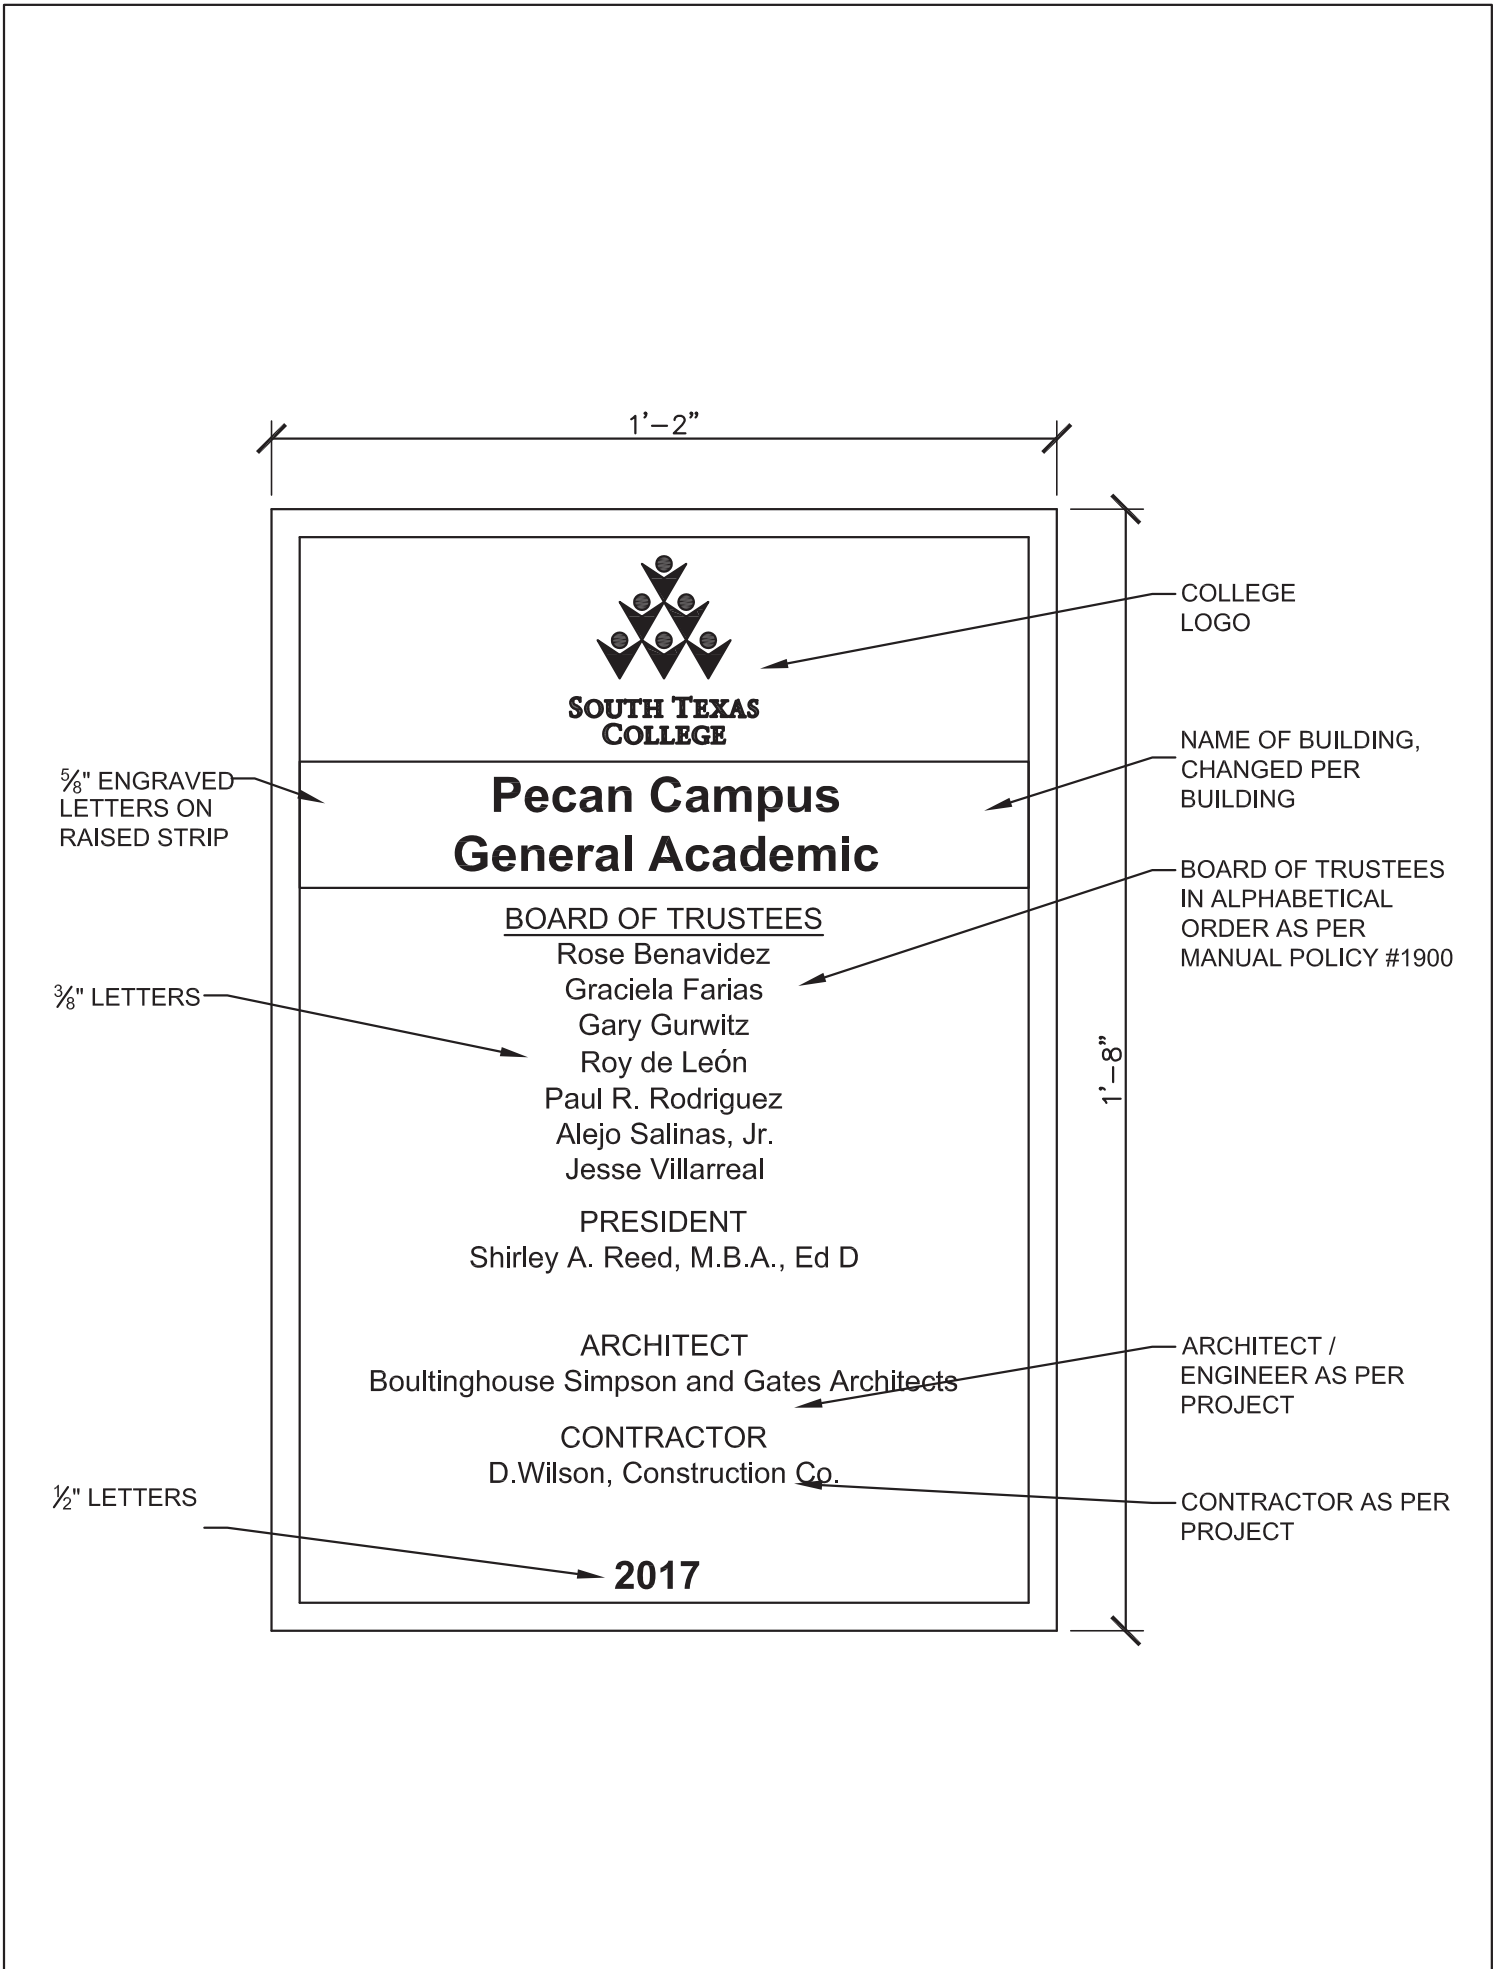 1'-2"
SOUTH TEXAS
COLLEGE
COLLEGE
LOGO
Pecan Campus
General Academic
⅝" ENGRAVED
LETTERS ON
RAISED STRIP
NAME OF BUILDING,
CHANGED PER
BUILDING
BOARD OF TRUSTEES
Rose Benavidez
Graciela Farias
Gary Gurwitz
Roy de León
Paul R. Rodriguez
Alejo Salinas, Jr.
Jesse Villarreal
BOARD OF TRUSTEES
IN ALPHABETICAL
ORDER AS PER
MANUAL POLICY #1900
⅜" LETTERS
1'-8"
PRESIDENT
Shirley A. Reed, M.B.A., Ed D
ARCHITECT
Boultinghouse Simpson and Gates Architects
ARCHITECT /
ENGINEER AS PER
PROJECT
CONTRACTOR
D.Wilson, Construction Co.
½" LETTERS
CONTRACTOR AS PER
PROJECT
2017